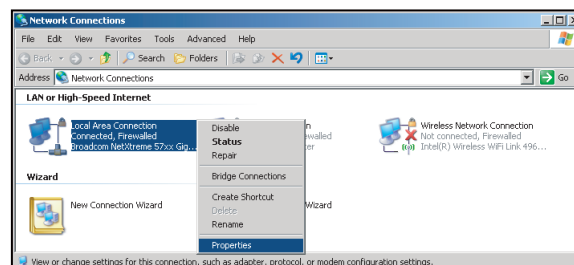 Network Connections
File Edit View Favorites Tools Advanced Help
Back Search Folders
Address Network Connections Go
LAN or High-Speed Internet
Local Area Connection
Connected, Firewalled
Broadcom NetXtreme 57xx Gig...
n
ewalled
ter
Wireless Network Connection
Not connected, Firewalled
Intel(R) Wireless WiFi Link 496...
Disable
Status
Repair
Bridge Connections
Create Shortcut
Delete
Rename
Properties
Wizard
New Connection Wizard
Wizard
View or change settings for this connection, such as adapter, protocol, or modem configuration settings.